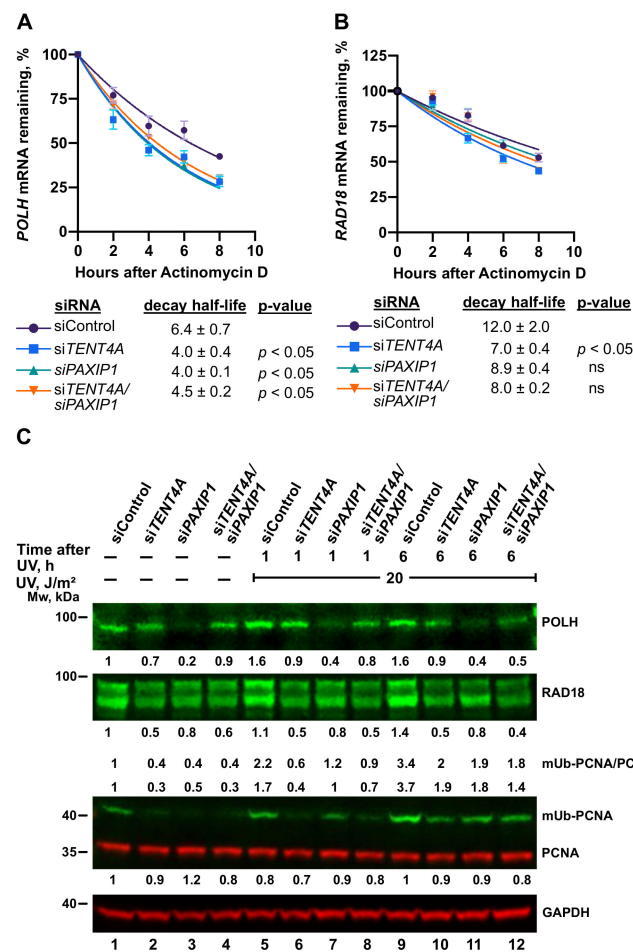 A
POLH mRNA remaining, %
100
75
50
25
0
0 2 4 6 8 10
Hours after Actinomycin D
siRNA decay half-life p-value
siControl 6.4 ± 0.7
siTENT4A 4.0 ± 0.4 p < 0.05
siPAXIP1 4.0 ± 0.1 p < 0.05
siTENT4A/ 4.5 ± 0.2 p < 0.05
siPAXIP1
B
RAD18 mRNA remaining, %
125
100
75
50
25
0
0 2 4 6 8 10
Hours after Actinomycin D
siRNA decay half-life p-value
siControl 12.0 ± 2.0
siTENT4A 7.0 ± 0.4 p < 0.05
siPAXIP1 8.9 ± 0.4 ns
siTENT4A/ 8.0 ± 0.2 ns
siPAXIP1
C
siControl siTENT4A siPAXIP1 siTENT4A/ siPAXIP1 siControl siTENT4A siPAXIP1 siTENT4A/ siPAXIP1 siControl siTENT4A siPAXIP1 siTENT4A/ siPAXIP1
Time after
UV, h – – – – 1 1 1 1 6 6 6 6
UV, J/m² – – – – 20
Mw, kDa
100 POLH
1 0.7 0.2 0.9 1.6 0.9 0.4 0.8 1.6 0.9 0.4 0.5
100
RAD18
1 0.5 0.8 0.6 1.1 0.5 0.8 0.5 1.4 0.5 0.8 0.4
1 0.4 0.4 0.4 2.2 0.6 1.2 0.9 3.4 2 1.9 1.8 mUb-PCNA/PC
1 0.3 0.5 0.3 1.7 0.4 1 0.7 3.7 1.9 1.8 1.4
40 mUb-PCNA
35 PCNA
1 0.9 1.2 0.8 0.8 0.7 0.9 0.8 1 0.9 0.9 0.8
40
GAPDH
1 2 3 4 5 6 7 8 9 10 11 12